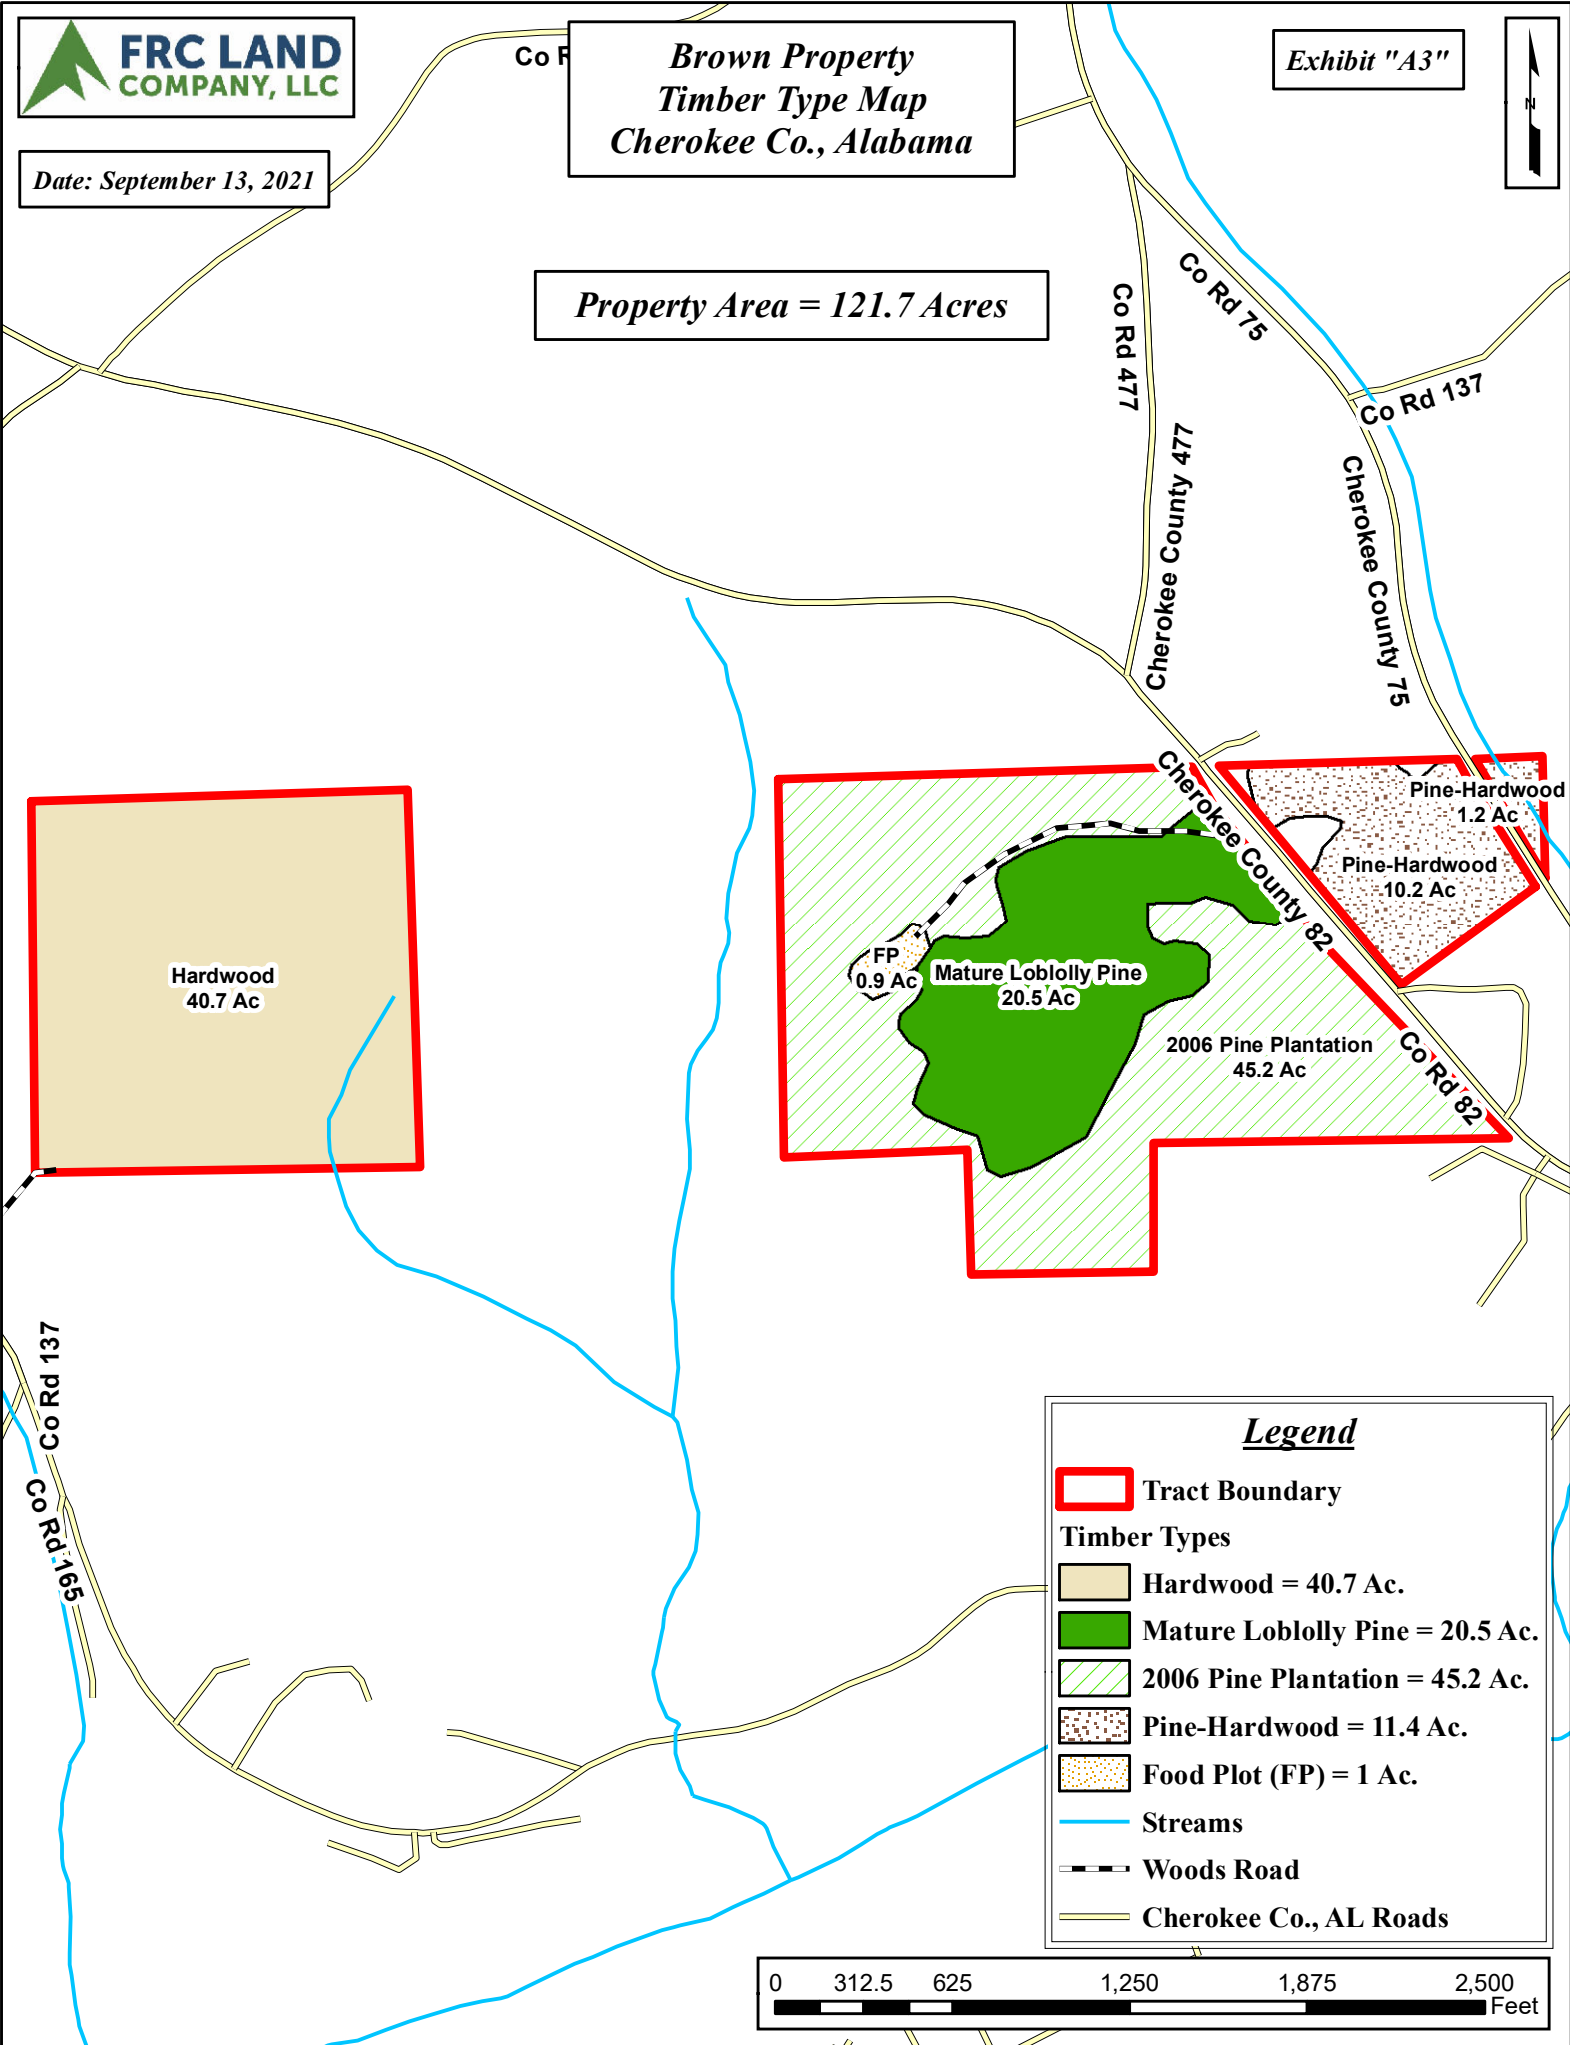 FRC LAND
COMPANY, LLC
Co R
Brown Property
Timber Type Map
Cherokee Co., Alabama
Exhibit "A3"
N
Date: September 13, 2021
Property Area = 121.7 Acres
Co Rd 477
Co Rd 75
Co Rd 137
Cherokee County 477
Cherokee County 75
Cherokee County 82
Pine-Hardwood
1.2 Ac
Pine-Hardwood
10.2 Ac
Hardwood
40.7 Ac
FP
0.9 Ac
Mature Loblolly Pine
20.5 Ac
2006 Pine Plantation
45.2 Ac
Co Rd 82
Co Rd 137
Co Rd 165
Legend
Tract Boundary
Timber Types
Hardwood = 40.7 Ac.
Mature Loblolly Pine = 20.5 Ac.
2006 Pine Plantation = 45.2 Ac.
Pine-Hardwood = 11.4 Ac.
Food Plot (FP) = 1 Ac.
Streams
Woods Road
Cherokee Co., AL Roads
0 312.5 625 1,250 1,875 2,500
Feet